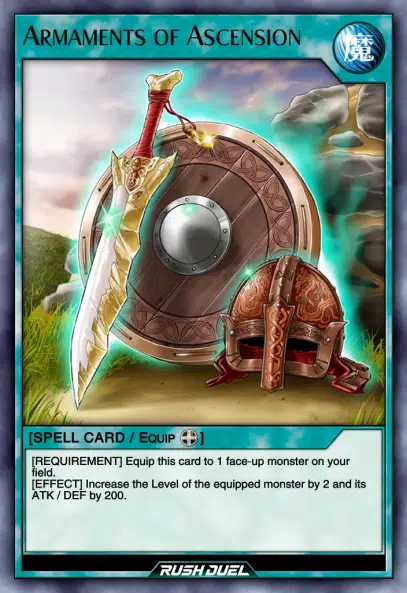 ARMAMENTS OF ASCENSION
魔
[SPELL CARD / EQUIP ]
[REQUIREMENT] Equip this card to 1 face-up monster on your
field.
[EFFECT] Increase the Level of the equipped monster by 2 and its
ATK / DEF by 200.
RUSH DUEL